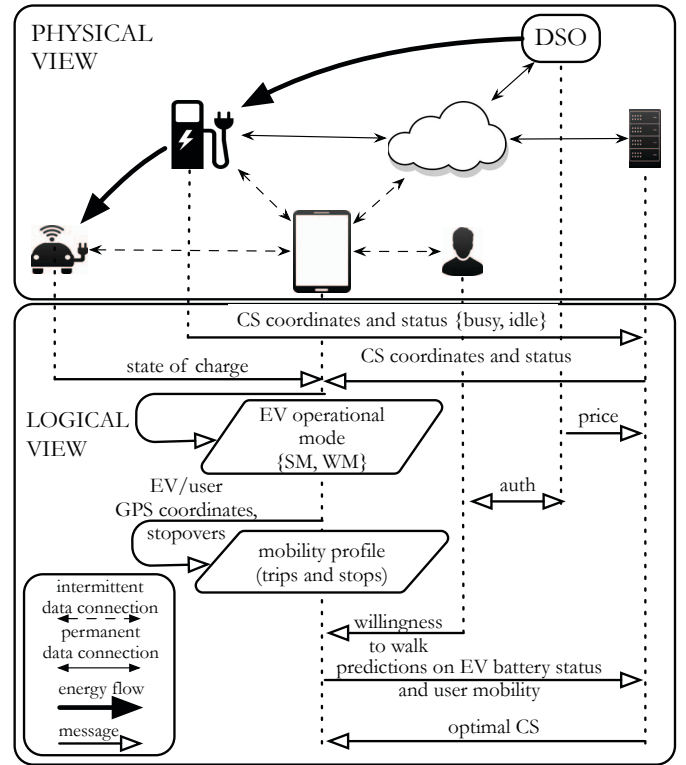 PHYSICAL
VIEW
DSO
CS coordinates and status {busy, idle}
CS coordinates and status
state of charge
LOGICAL
VIEW
EV operational
mode
{SM, WM}
price
auth
EV/user
GPS coordinates,
stopovers
mobility profile
(trips and stops)
willingness
to walk
predictions on EV battery status
and user mobility
optimal CS
intermittent
data connection
permanent
data connection
energy flow
message